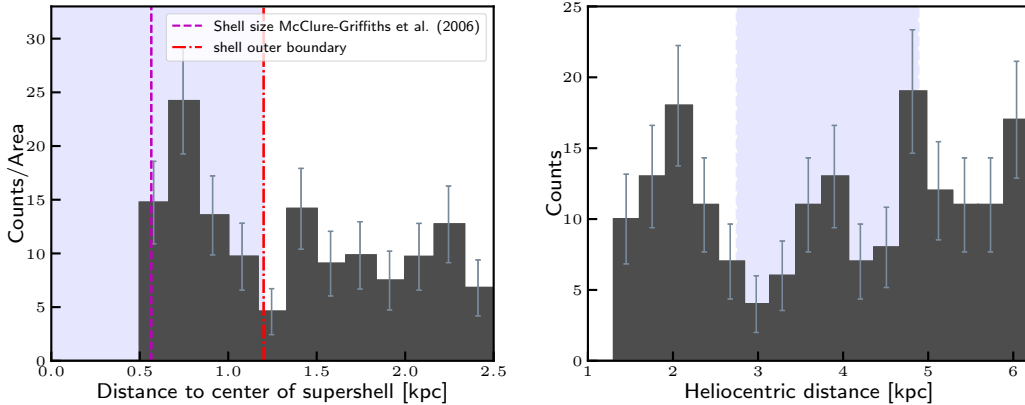 Shell size McClure-Griffiths et al. (2006)
shell outer boundary
Counts/Area
30
25
20
15
10
5
0
0.0 0.5 1.0 1.5 2.0 2.5
Distance to center of supershell [kpc]
Counts
25
20
15
10
5
0
1 2 3 4 5 6
Heliocentric distance [kpc]